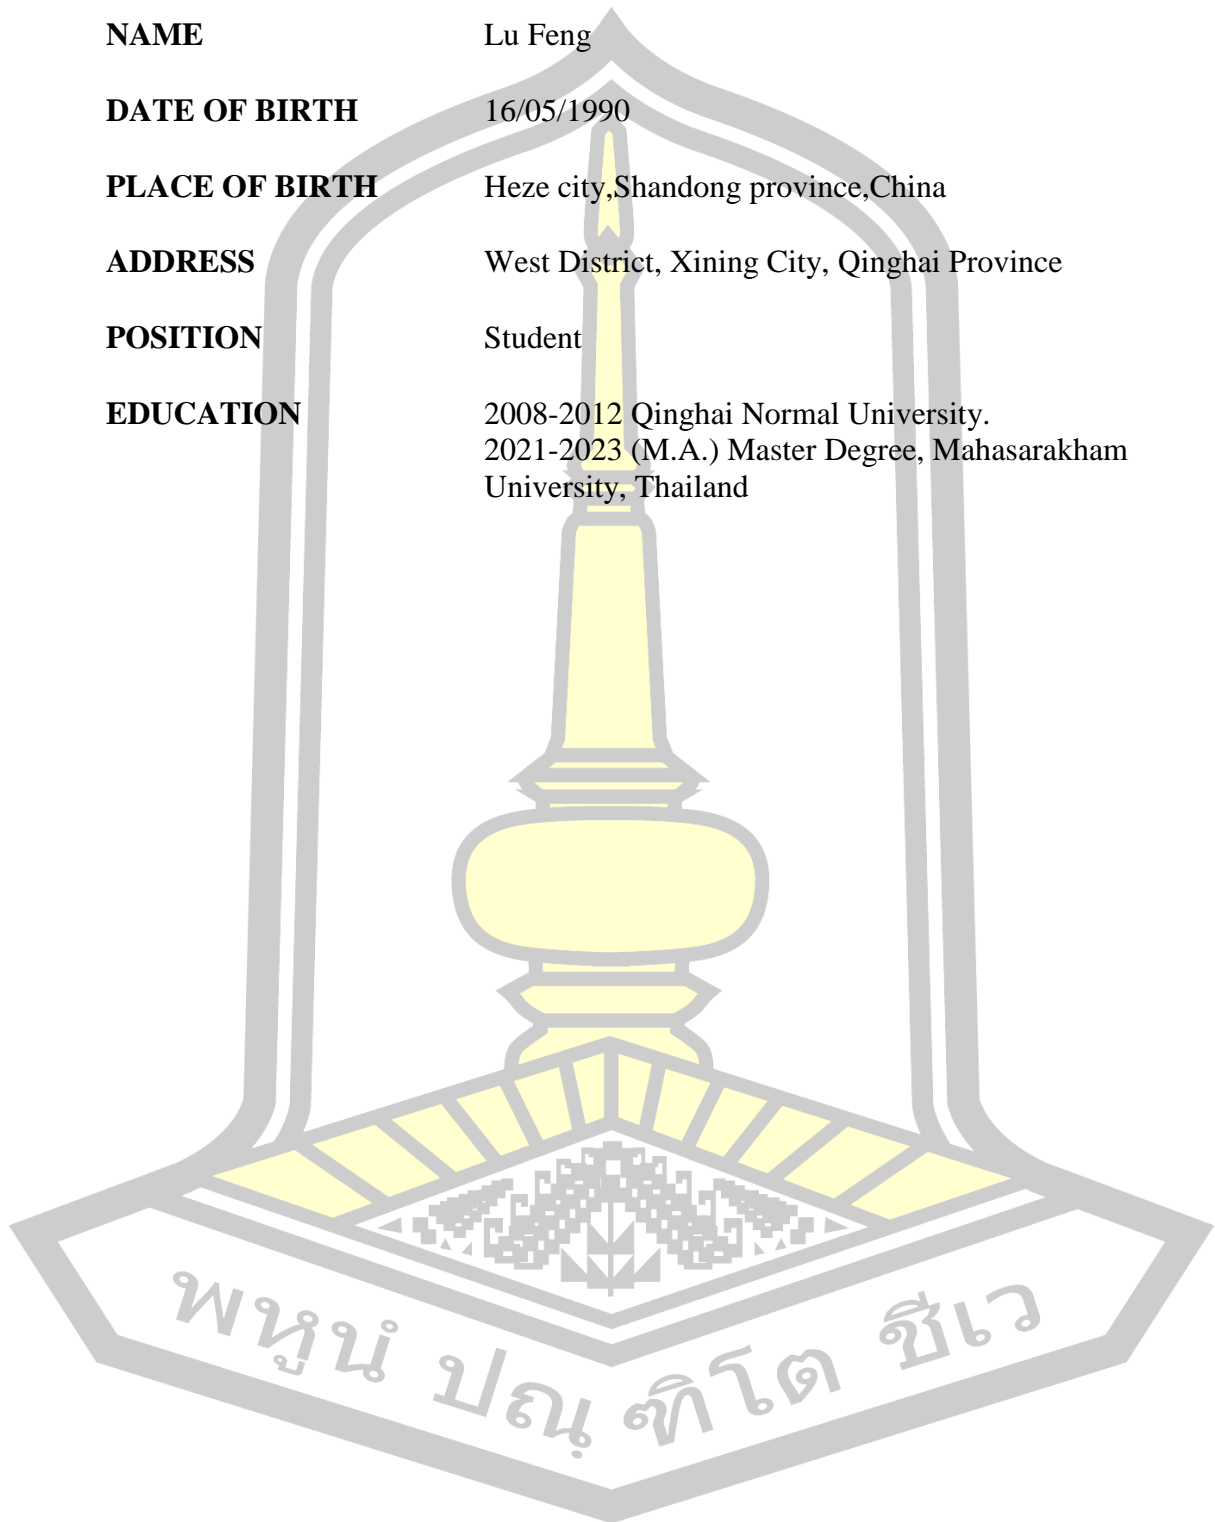 NAME Lu Feng
DATE OF BIRTH 16/05/1990
PLACE OF BIRTH Heze city,Shandong province,China
ADDRESS West District, Xining City, Qinghai Province
POSITION Student
EDUCATION 2008-2012 Qinghai Normal University.
2021-2023 (M.A.) Master Degree, Mahasarakham
University, Thailand
พหูนํ ปณฺ ฑิโต ชีเว